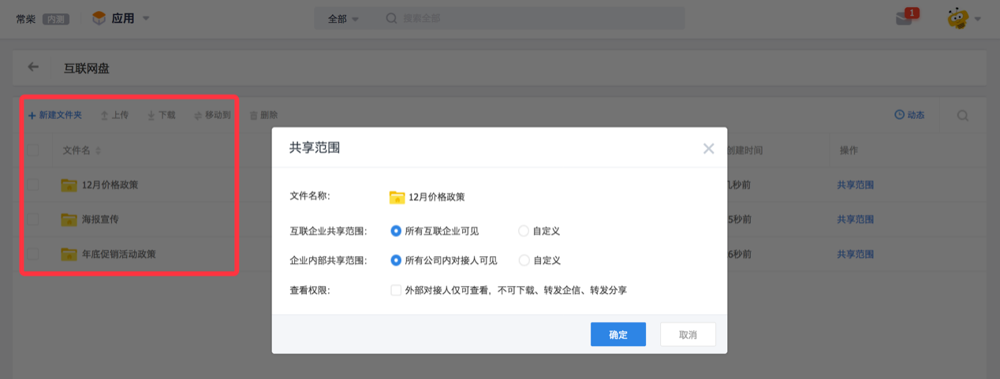 常柴 内测 应用 全部 搜索全部 1
互联网盘
新建文件夹 上传 下载 移动到 删除 动态
文件名 创建时间 操作
12月价格政策 几秒前 共享范围
海报宣传 5秒前 共享范围
年底促销活动政策 6秒前 共享范围
共享范围
文件名称: 12月价格政策
互联企业共享范围: 所有互联企业可见 自定义
企业内部共享范围: 所有公司内对接人可见 自定义
查看权限: 外部对接人仅可查看，不可下载、转发企信、转发分享
确定 取消